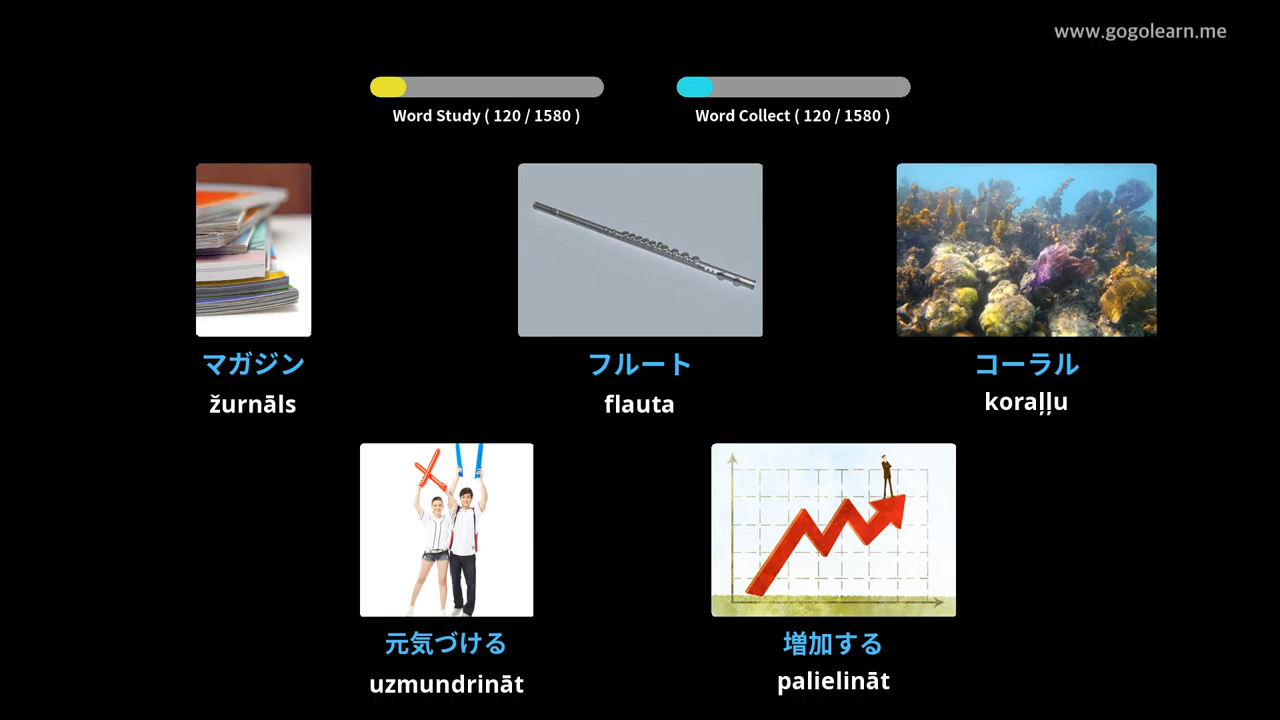 www.gogolearn.me
Word Study ( 120 / 1580 )
Word Collect ( 120 / 1580 )
マガジン
フルート
コーラル
žurnāls
flauta
koraļļu
元気づける
増加する
uzmundrināt
palielināt